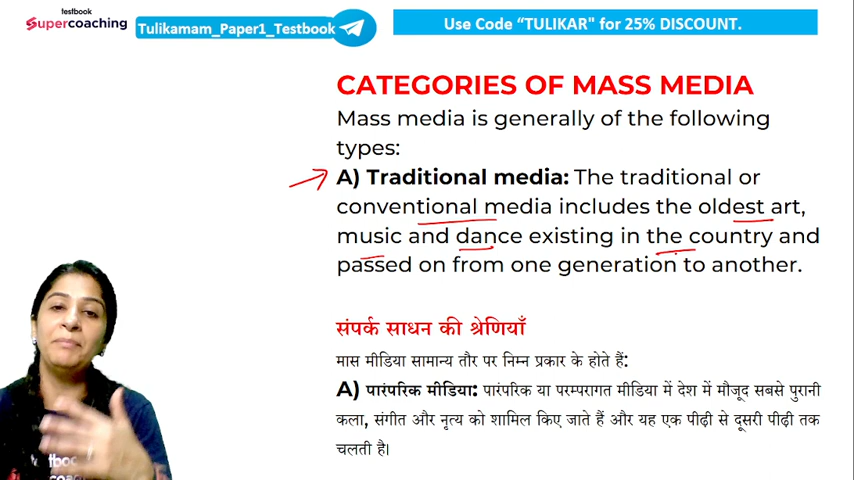 testbook
Supercoaching
Tulikamam_Paper1_Testbook
Use Code “TULIKAR" for 25% DISCOUNT.
CATEGORIES OF MASS MEDIA
Mass media is generally of the following
types:
A) Traditional media: The traditional or
conventional media includes the oldest art,
music and dance existing in the country and
passed on from one generation to another.
संपर्क साधन की श्रेणियाँ
मास मीडिया सामान्य तौर पर निम्न प्रकार के होते हैं:
A) पारंपरिक मीडिया: पारंपरिक या परम्परागत मीडिया में देश में मौजूद सबसे पुरानी
कला, संगीत और नृत्य को शामिल किए जाते हैं और यह एक पीढ़ी से दूसरी पीढ़ी तक
चलती है।